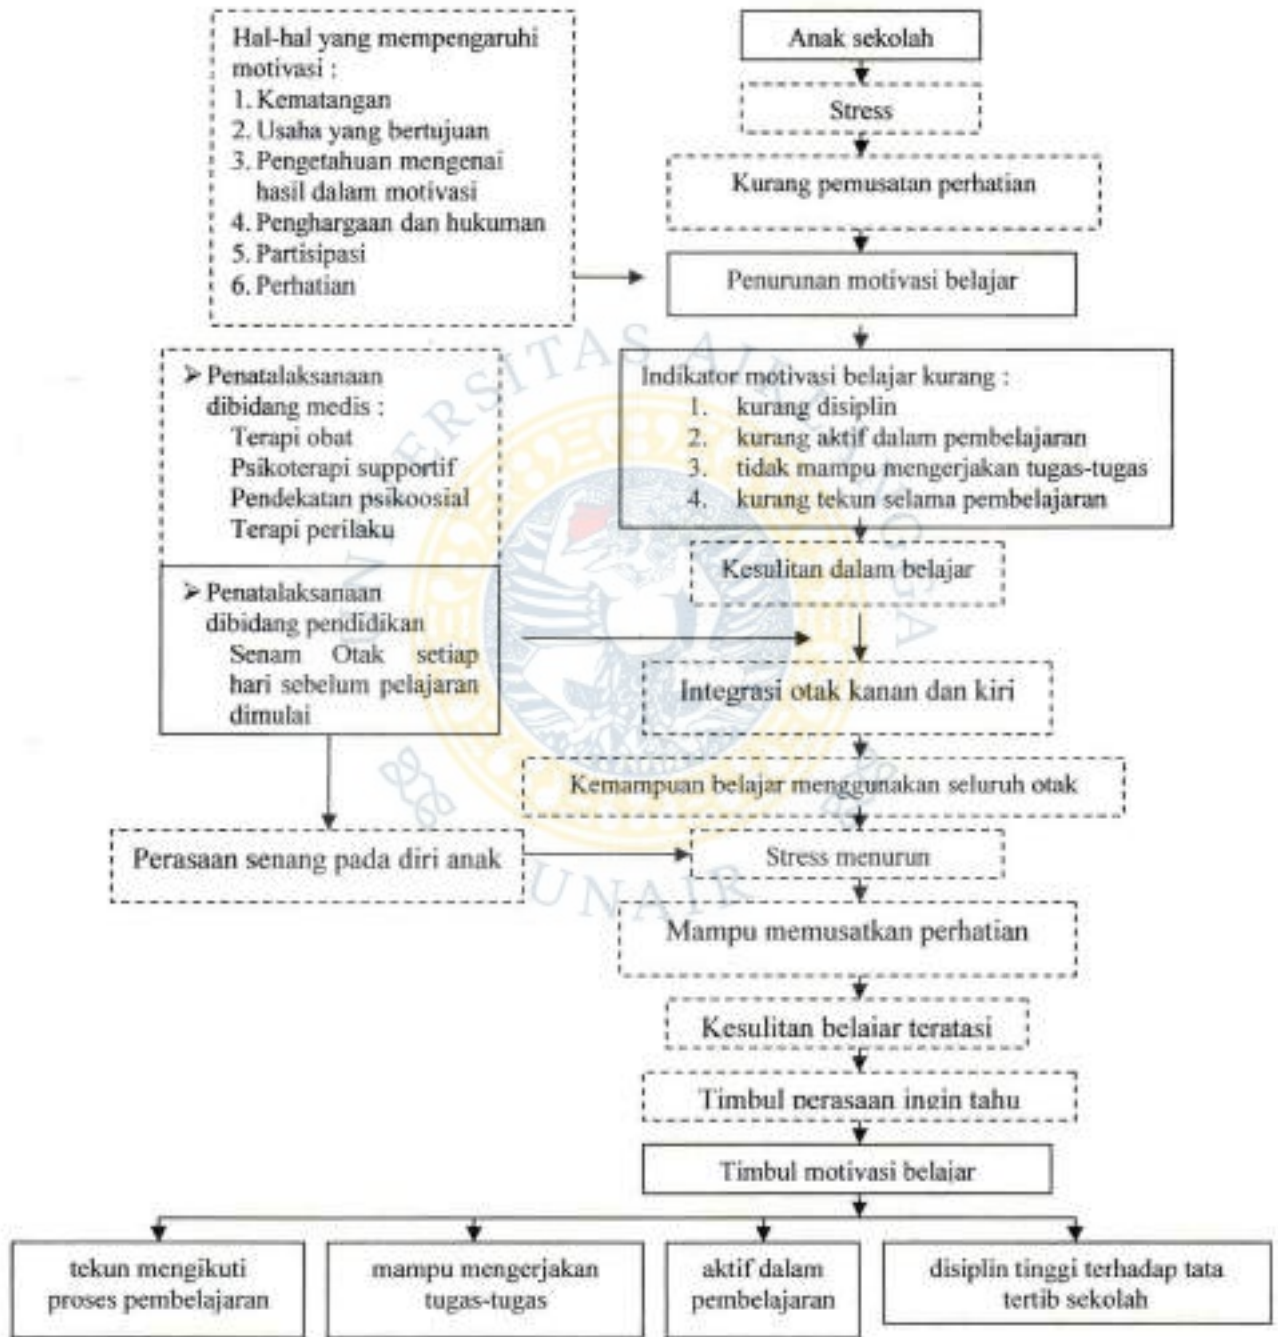 Hal-hal yang mempengaruhi
motivasi :
1. Kematangan
2. Usaha yang bertujuan
3. Pengetahuan mengenai
hasil dalam motivasi
4. Penghargaan dan hukuman
5. Partisipasi
6. Perhatian
Anak sekolah
Stress
Kurang pemusatan perhatian
Penurunan motivasi belajar
Indikator motivasi belajar kurang :
1. kurang disiplin
2. kurang aktif dalam pembelajaran
3. tidak mampu mengerjakan tugas-tugas
4. kurang tekun selama pembelajaran
➢ Penatalaksanaan
dibidang medis :
Terapi obat
Psikoterapi supportif
Pendekatan psikoosial
Terapi perilaku
➢ Penatalaksanaan
dibidang pendidikan
Senam Otak setiap
hari sebelum pelajaran
dimulai
Kesulitan dalam belajar
Integrasi otak kanan dan kiri
Kemampuan belajar menggunakan seluruh otak
Perasaan senang pada diri anak
Stress menurun
Mampu memusatkan perhatian
Kesulitan belajar teratasi
Timbul perasaan ingin tahu
Timbul motivasi belajar
tekun mengikuti
proses pembelajaran
mampu mengerjakan
tugas-tugas
aktif dalam
pembelajaran
disiplin tinggi terhadap tata
tertib sekolah
UNIVERSITAS AIRLANGGA
UNAIR